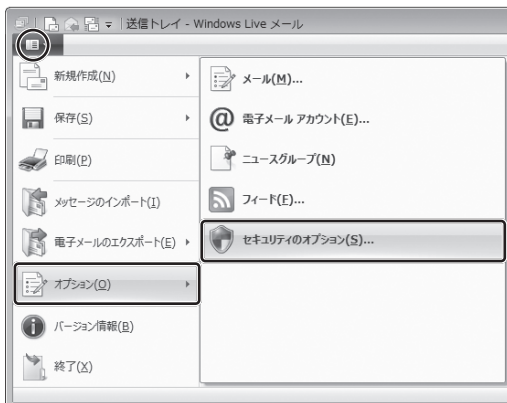 送信トレイ - Windows Live メール
新規作成(N)
保存(S)
印刷(P)
メッセージのインポート(I)
電子メールのエクスポート(E)
オプション(O)
バージョン情報(B)
終了(X)
メール(M)...
電子メール アカウント(E)...
ニュースグループ(N)
フィード(F)...
セキュリティのオプション(S)...